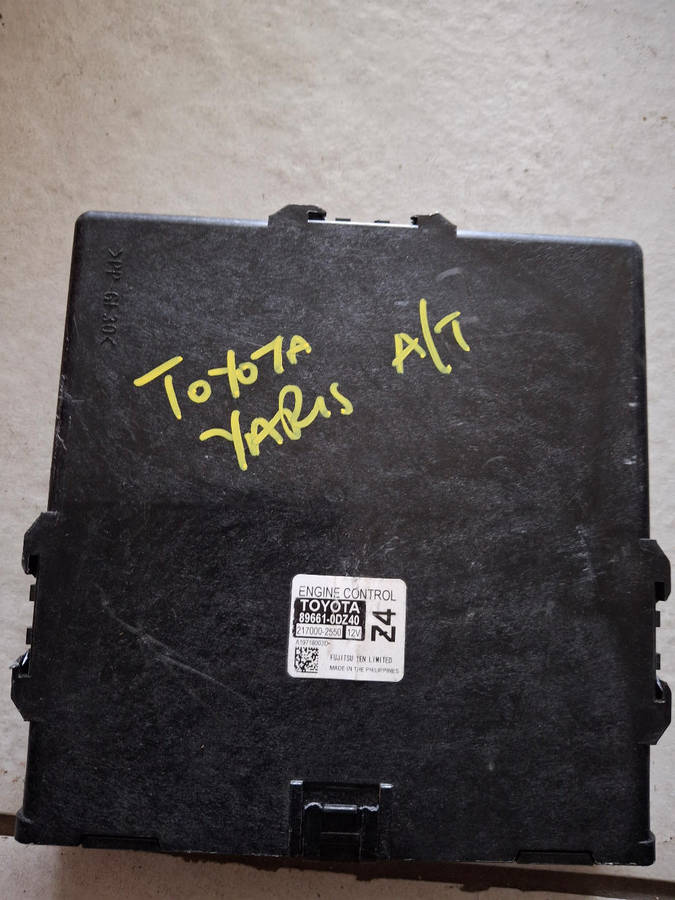 TOYOTA A/T
YARIS
ENGINE CONTROL
TOYOTA
89661-0DZ40
217000-2550 12V
Z4
FUJITSU TEN LIMITED
MADE IN THE PHILIPPINES